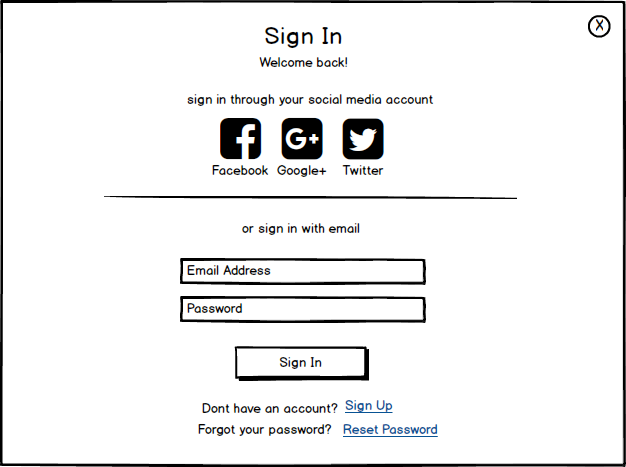 X
Sign In
Welcome back!
sign in through your social media account
f G+
Facebook Google+ Twitter
or sign in with email
Email Address
Password
Sign In
Dont have an account? Sign Up
Forgot your password? Reset Password